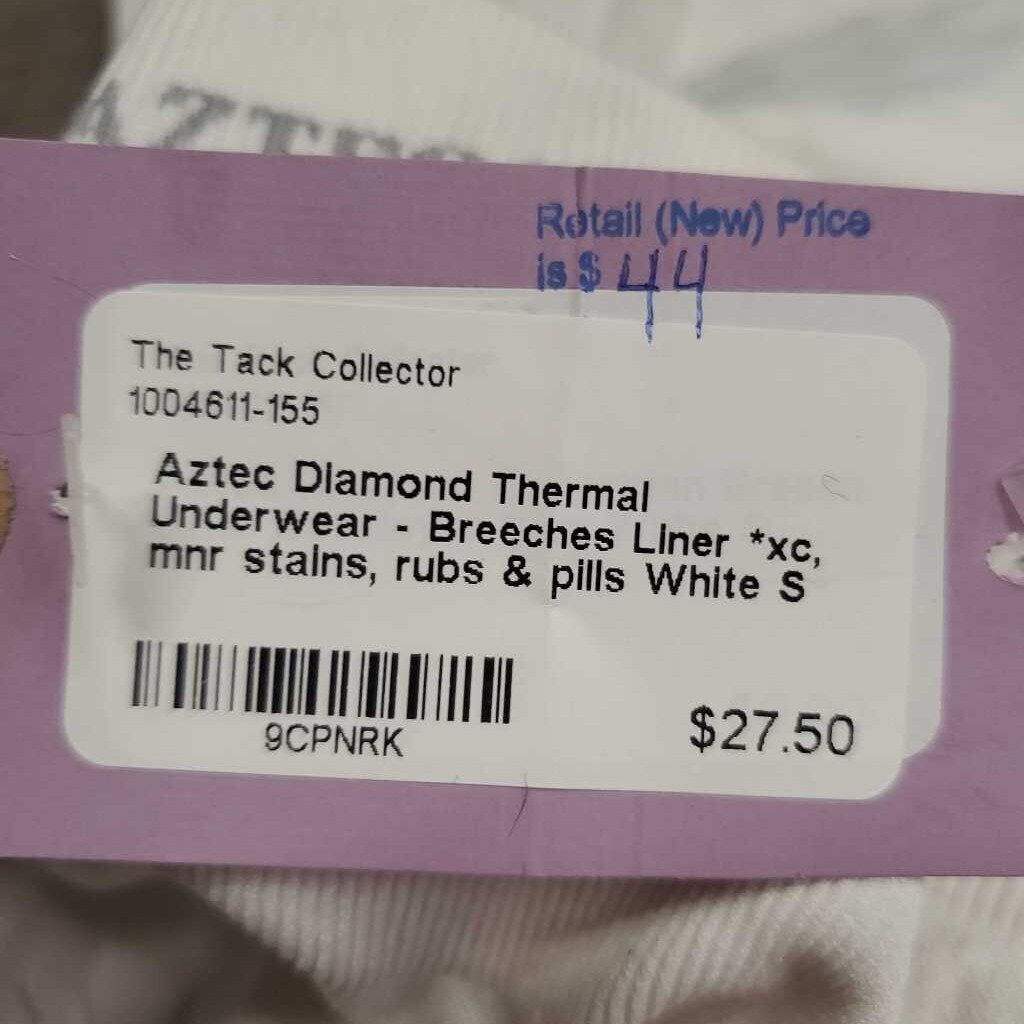 Retail (New) Price
is $ 44
The Tack Collector
1004611-155
Aztec Diamond Thermal
Underwear - Breeches Liner *xc,
mnr stains, rubs & pills White S
9CPNRK
$27.50